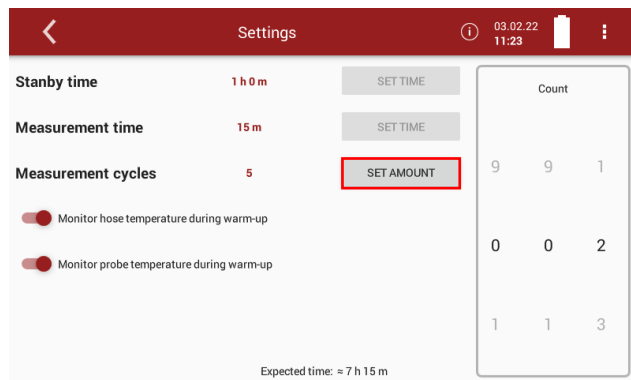 Settings
03.02.22
11:23
Stanby time 1 h 0 m SET TIME
Measurement time 15 m SET TIME
Measurement cycles 5 SET AMOUNT
Monitor hose temperature during warm-up
Monitor probe temperature during warm-up
Expected time: ≈ 7 h 15 m
Count
9 9 1
0 0 2
1 1 3